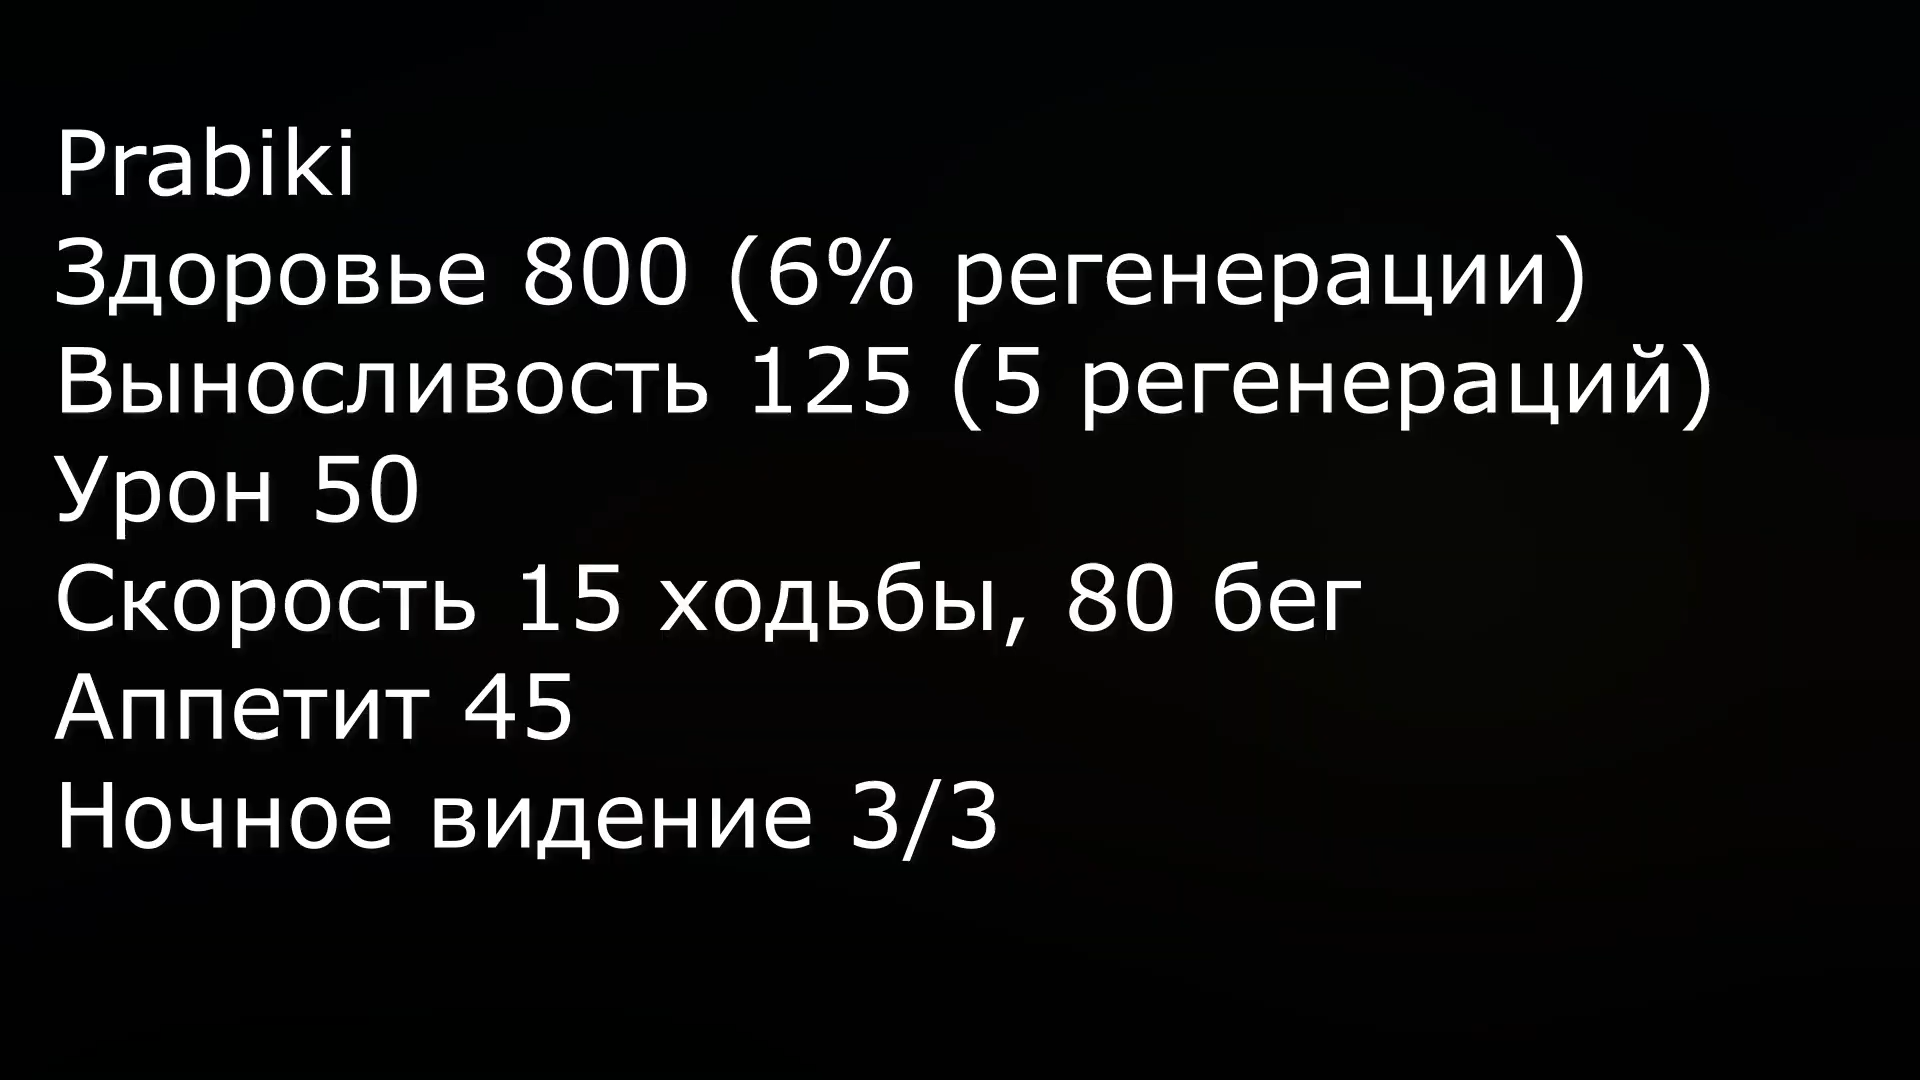 Prabiki
Здоровье 800 (6% регенерации)
Выносливость 125 (5 регенераций)
Урон 50
Скорость 15 ходьбы, 80 бег
Аппетит 45
Ночное видение 3/3